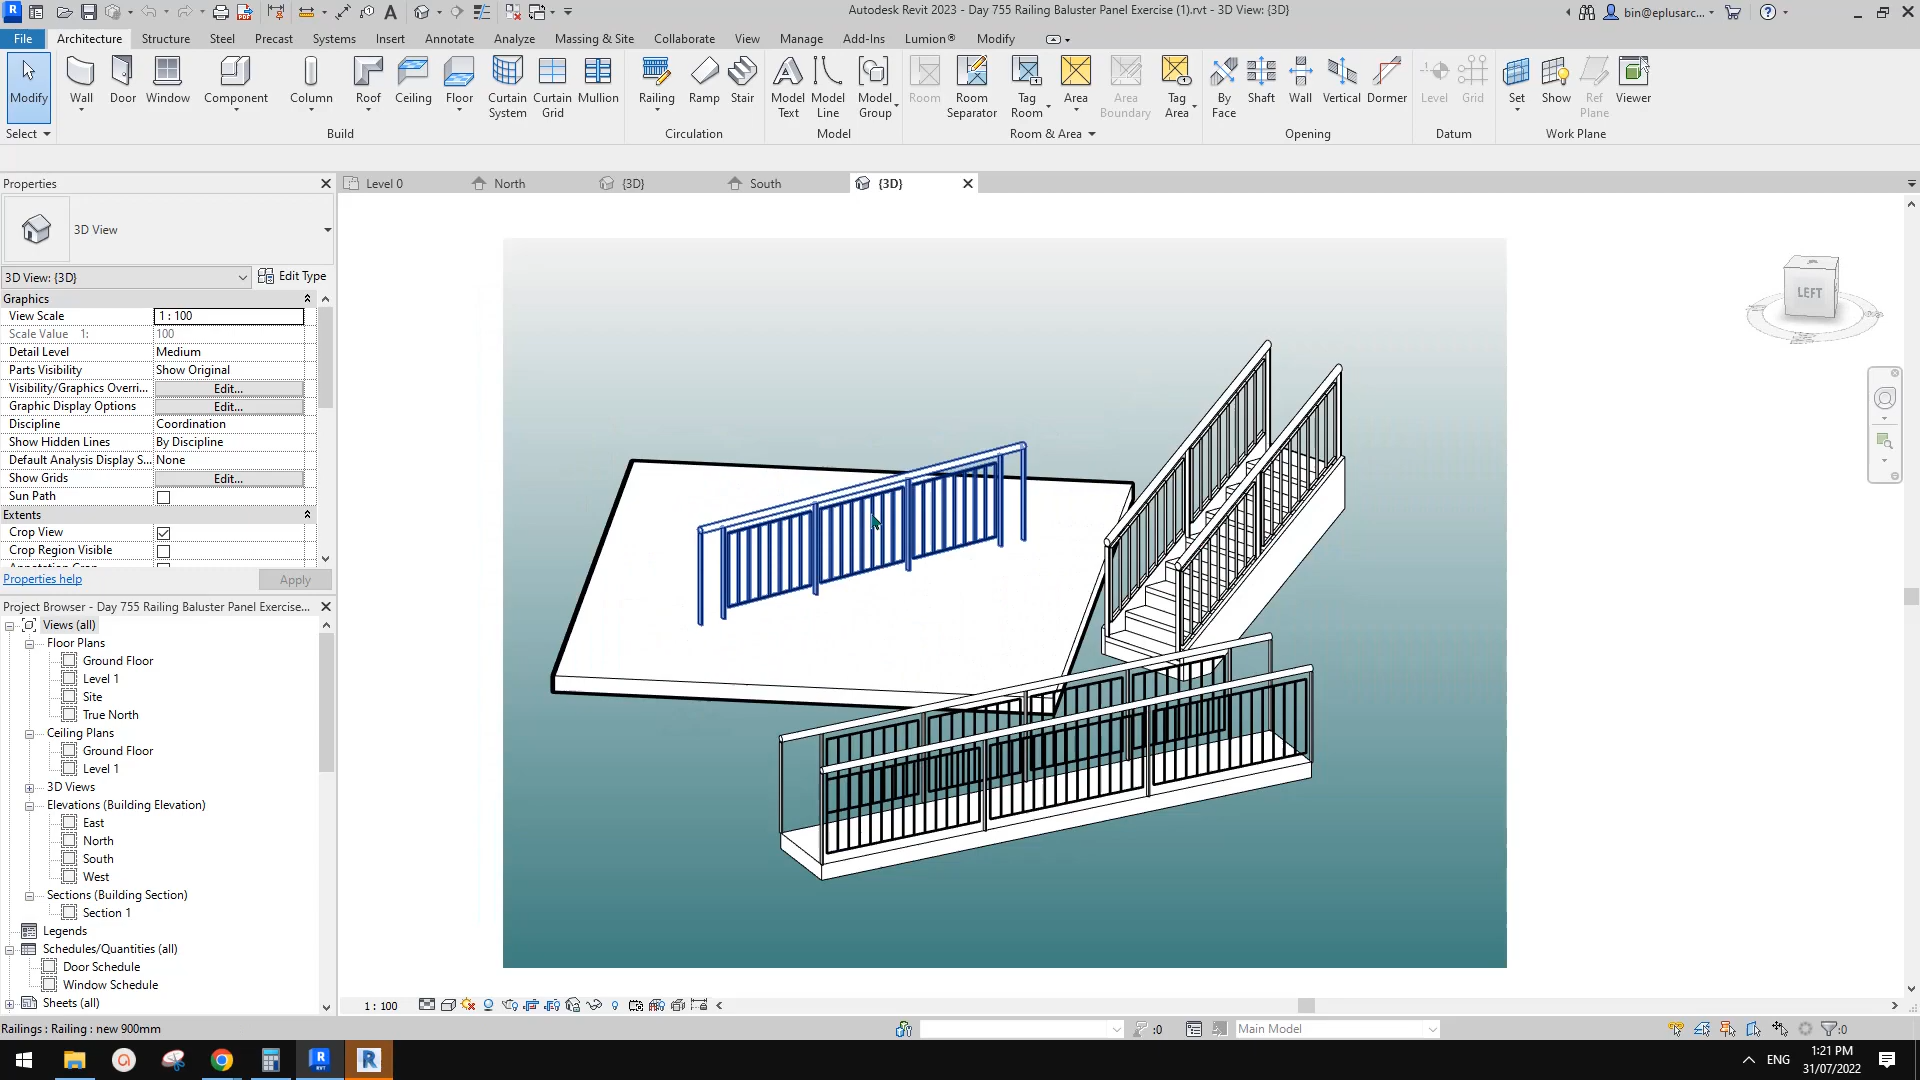 Autodesk Revit 2023 - Day 755 Railing Baluster Panel Exercise (1).rvt - 3D View: {3D}
bin@eplusarc...
File Architecture Structure Steel Precast Systems Insert Annotate Analyze Massing & Site Collaborate View Manage Add-Ins Lumion® Modify
Modify Wall Door Window Component Column Roof Ceiling Floor Curtain System Curtain Grid Mullion Railing Ramp Stair Model Text Model Line Model Group Room Room Separator Tag Room Area Area Boundary Tag Area By Face Shaft Wall Vertical Dormer Level Grid Set Show Ref Plane Viewer
Select Build Circulation Model Room & Area Opening Datum Work Plane
Properties
Level 0 North {3D} South {3D}
3D View
3D View: {3D} Edit Type
Graphics
View Scale 1 : 100
Scale Value 1: 100
Detail Level Medium
Parts Visibility Show Original
Visibility/Graphics Overri... Edit...
Graphic Display Options Edit...
Discipline Coordination
Show Hidden Lines By Discipline
Default Analysis Display S... None
Show Grids Edit...
Sun Path
Extents
Crop View
Crop Region Visible
Properties help Apply
LEFT
Project Browser - Day 755 Railing Baluster Panel Exercise...
Views (all)
Floor Plans
Ground Floor
Level 1
Site
True North
Ceiling Plans
Ground Floor
Level 1
3D Views
Elevations (Building Elevation)
East
North
South
West
Sections (Building Section)
Section 1
Legends
Schedules/Quantities (all)
Door Schedule
Window Schedule
Sheets (all)
1 : 100
Railings : Railing : new 900mm
:0
Main Model
:0
ENG
1:21 PM
31/07/2022